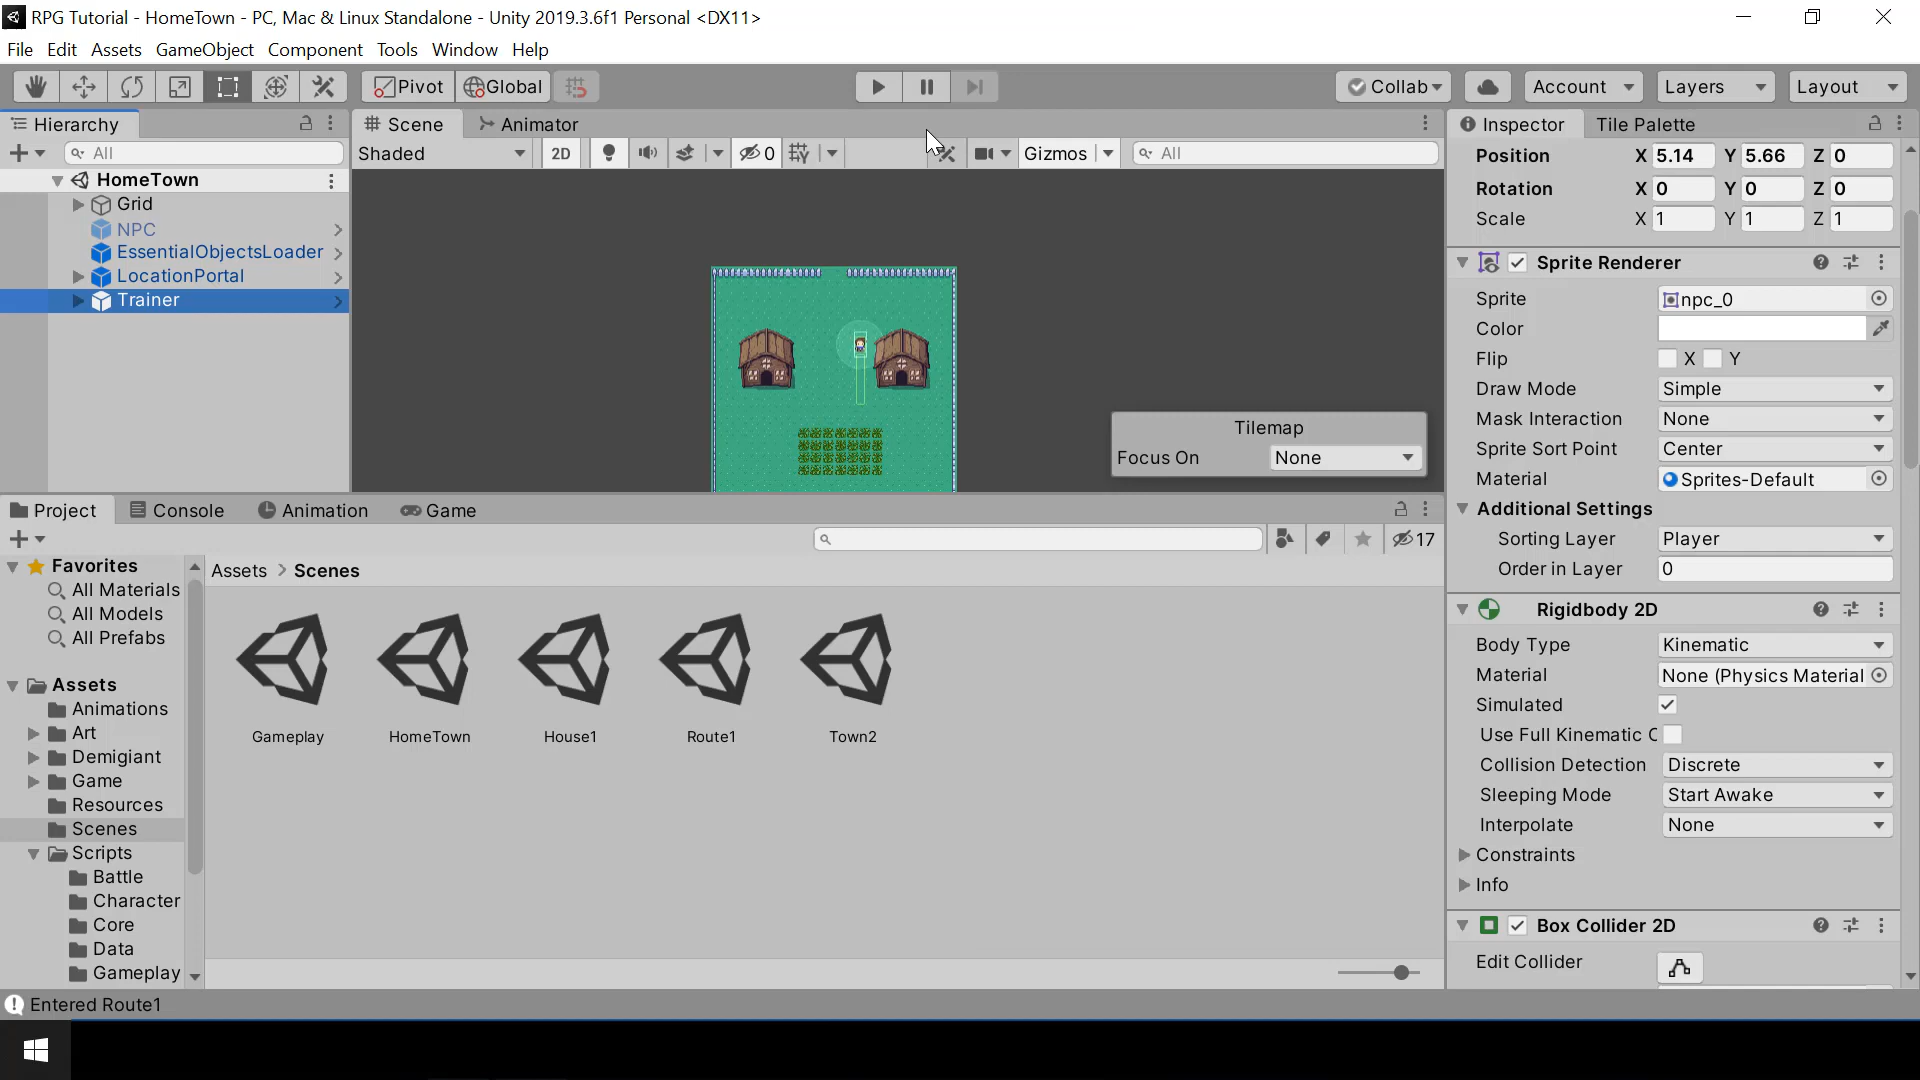 RPG Tutorial - HomeTown - PC, Mac & Linux Standalone - Unity 2019.3.6f1 Personal <DX11>
File Edit Assets GameObject Component Tools Window Help
Pivot Global Collab Account Layers Layout
Hierarchy
All
HomeTown
Grid
NPC
EssentialObjectsLoader
LocationPortal
Trainer
Scene Animator
Shaded 2D 0 Gizmos All
Tilemap
Focus On None
Project Console Animation Game
17
Favorites
All Materials
All Models
All Prefabs
Assets
Animations
Art
Demigiant
Game
Resources
Scenes
Scripts
Battle
Character
Core
Data
Gameplay
Assets > Scenes
Gameplay HomeTown House1 Route1 Town2
Inspector Tile Palette
Position X 5.14 Y 5.66 Z 0
Rotation X 0 Y 0 Z 0
Scale X 1 Y 1 Z 1
Sprite Renderer
Sprite npc_0
Color
Flip X Y
Draw Mode Simple
Mask Interaction None
Sprite Sort Point Center
Material Sprites-Default
Additional Settings
Sorting Layer Player
Order in Layer 0
Rigidbody 2D
Body Type Kinematic
Material None (Physics Material
Simulated
Use Full Kinematic C
Collision Detection Discrete
Sleeping Mode Start Awake
Interpolate None
Constraints
Info
Box Collider 2D
Edit Collider
Entered Route1